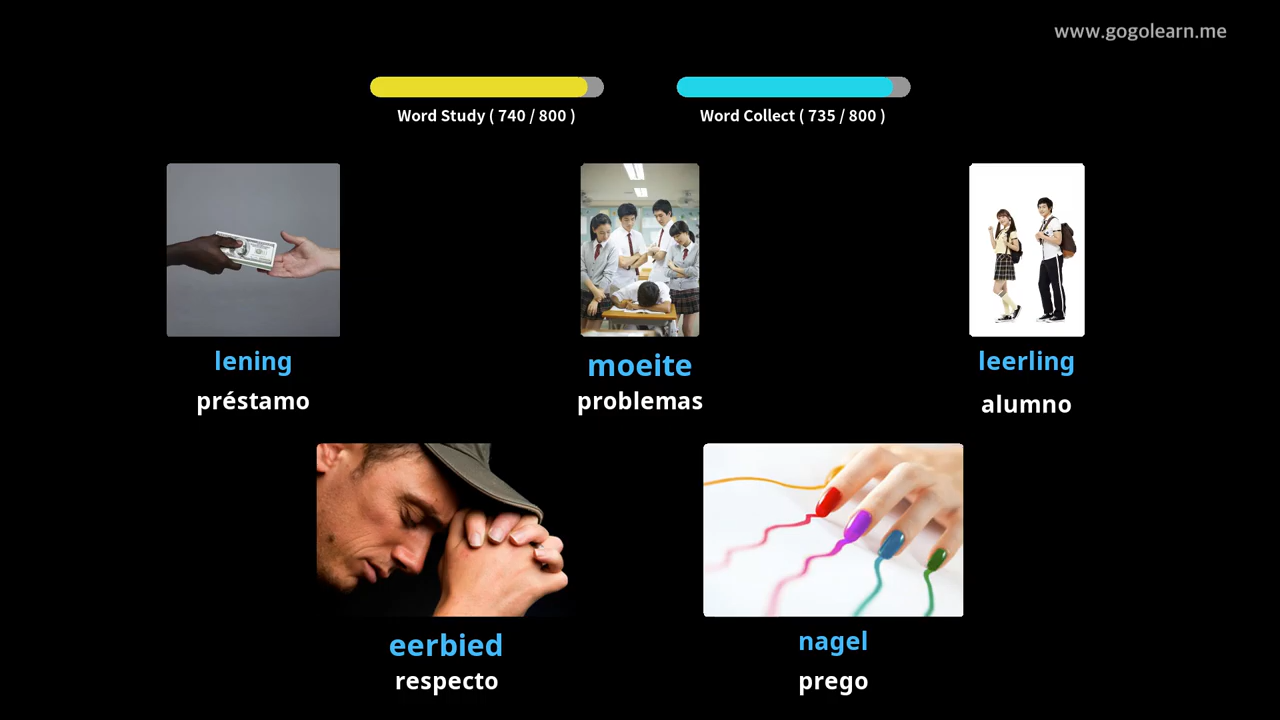 www.gogolearn.me
Word Study ( 740 / 800 )
Word Collect ( 735 / 800 )
lening
préstamo
moeite
problemas
leerling
alumno
eerbied
respecto
nagel
prego